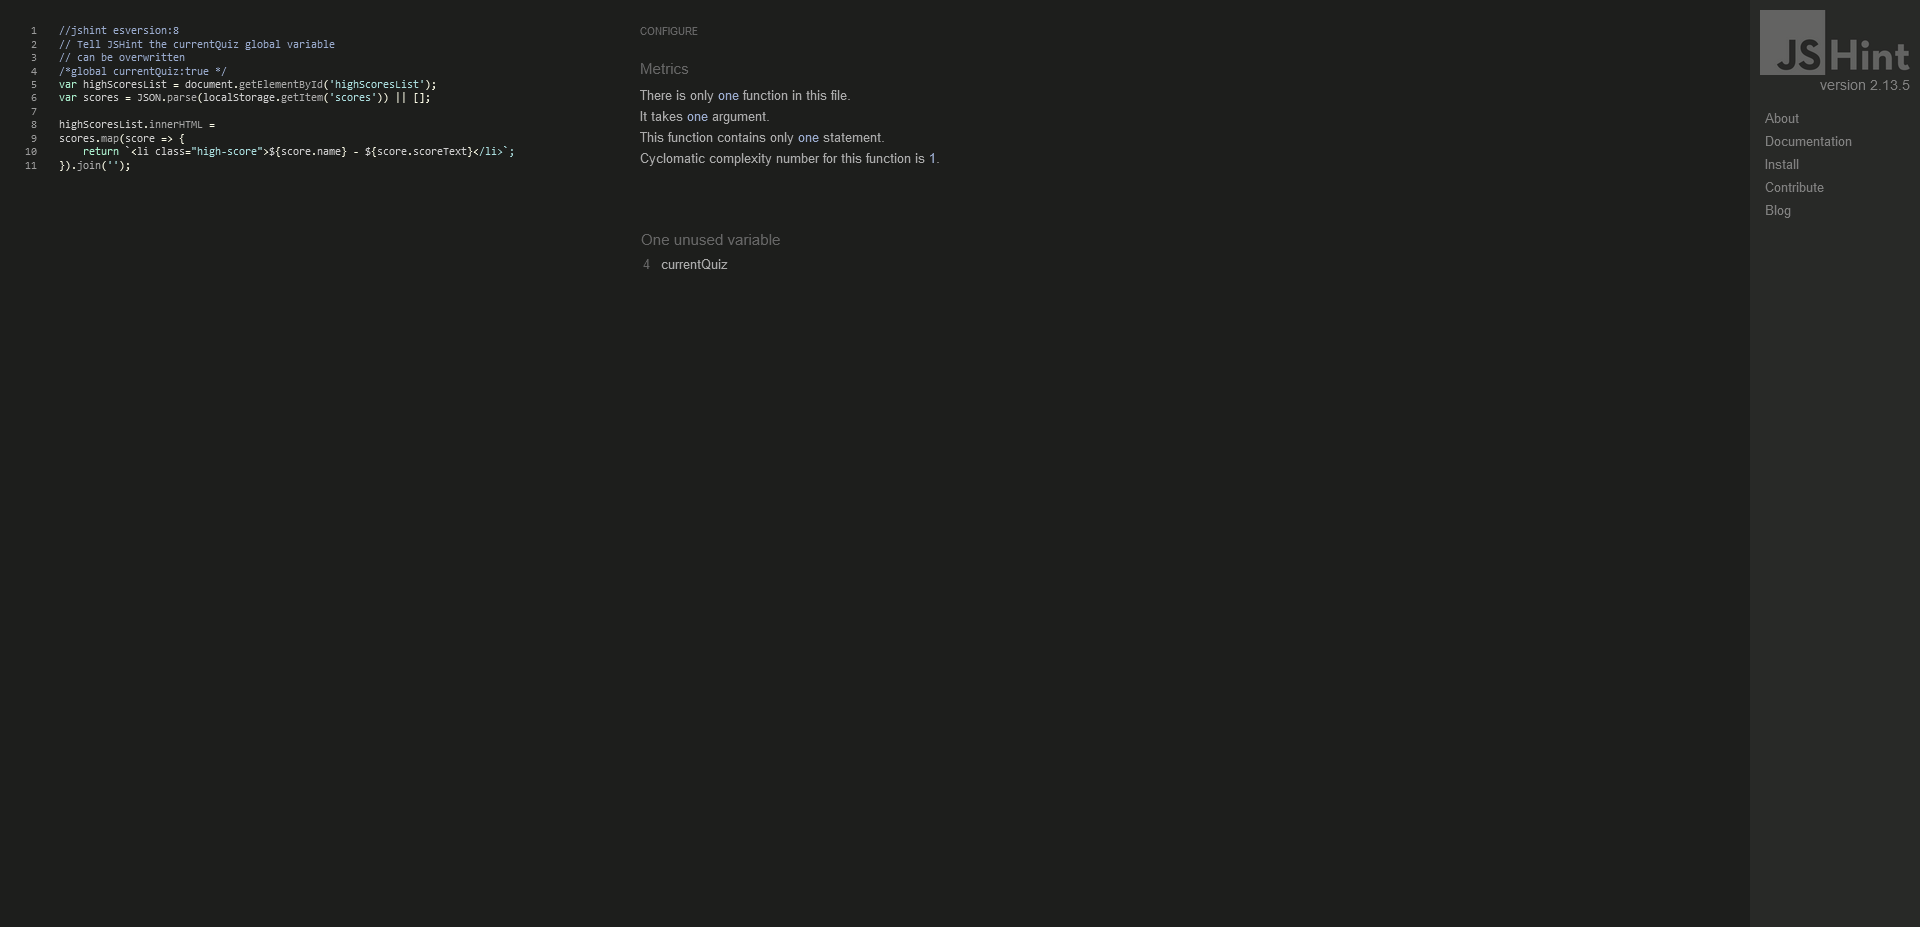 1 //jshint esversion:8
2 // Tell JSHint the currentQuiz global variable
3 // can be overwritten
4 /*global currentQuiz:true */
5 var highScoresList = document.getElementById('highScoresList');
6 var scores = JSON.parse(localStorage.getItem('scores')) || [];
7
8 highScoresList.innerHTML =
9 scores.map(score => {
10     return `<li class="high-score">${score.name} - ${score.scoreText}</li>`;
11 }).join('');
CONFIGURE
Metrics
There is only one function in this file.
It takes one argument.
This function contains only one statement.
Cyclomatic complexity number for this function is 1.
One unused variable
4 currentQuiz
JSHint
version 2.13.5
About
Documentation
Install
Contribute
Blog